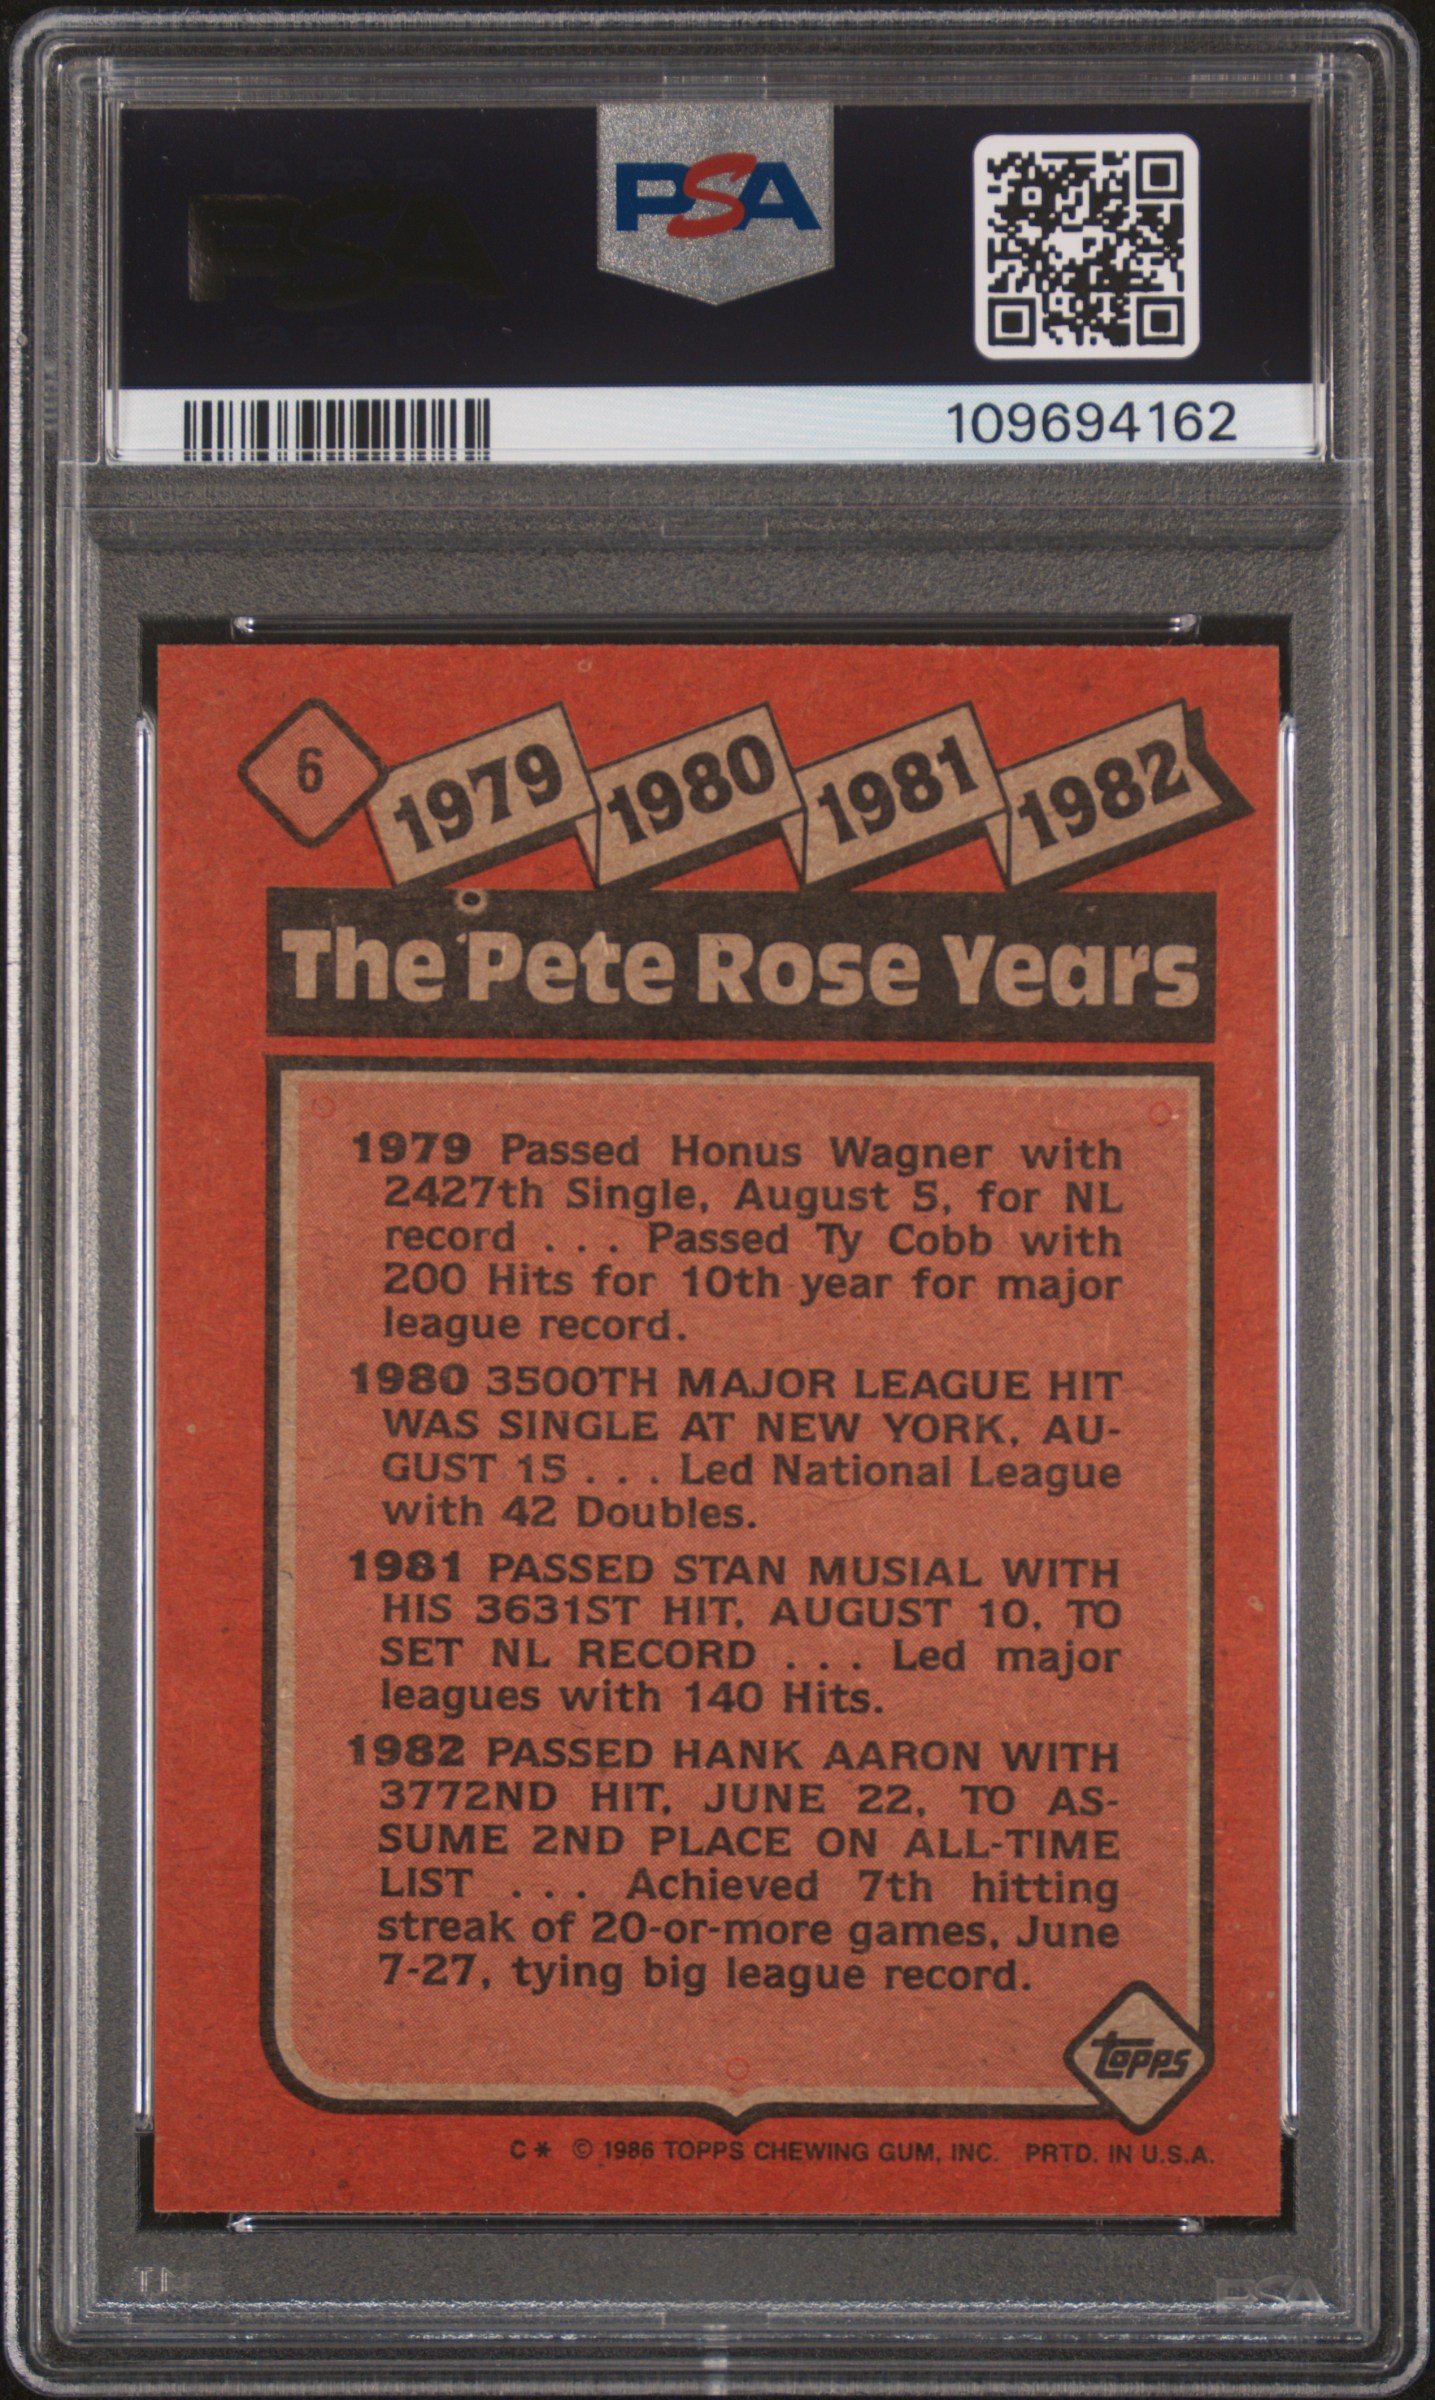 PSA
PSA
109694162
6
1979 1980 1981 1982
The Pete Rose Years
1979 Passed Honus Wagner with
2427th Single, August 5, for NL
record . . . Passed Ty Cobb with
200 Hits for 10th year for major
league record.
1980 3500TH MAJOR LEAGUE HIT
WAS SINGLE AT NEW YORK, AU-
GUST 15 . . . Led National League
with 42 Doubles.
1981 PASSED STAN MUSIAL WITH
HIS 3631ST HIT, AUGUST 10, TO
SET NL RECORD . . . Led major
leagues with 140 Hits.
1982 PASSED HANK AARON WITH
3772ND HIT, JUNE 22, TO AS-
SUME 2ND PLACE ON ALL-TIME
LIST . . . Achieved 7th hitting
streak of 20-or-more games, June
7-27, tying big league record.
topps
C * © 1986 TOPPS CHEWING GUM, INC. PRTD. IN U.S.A.
PSA